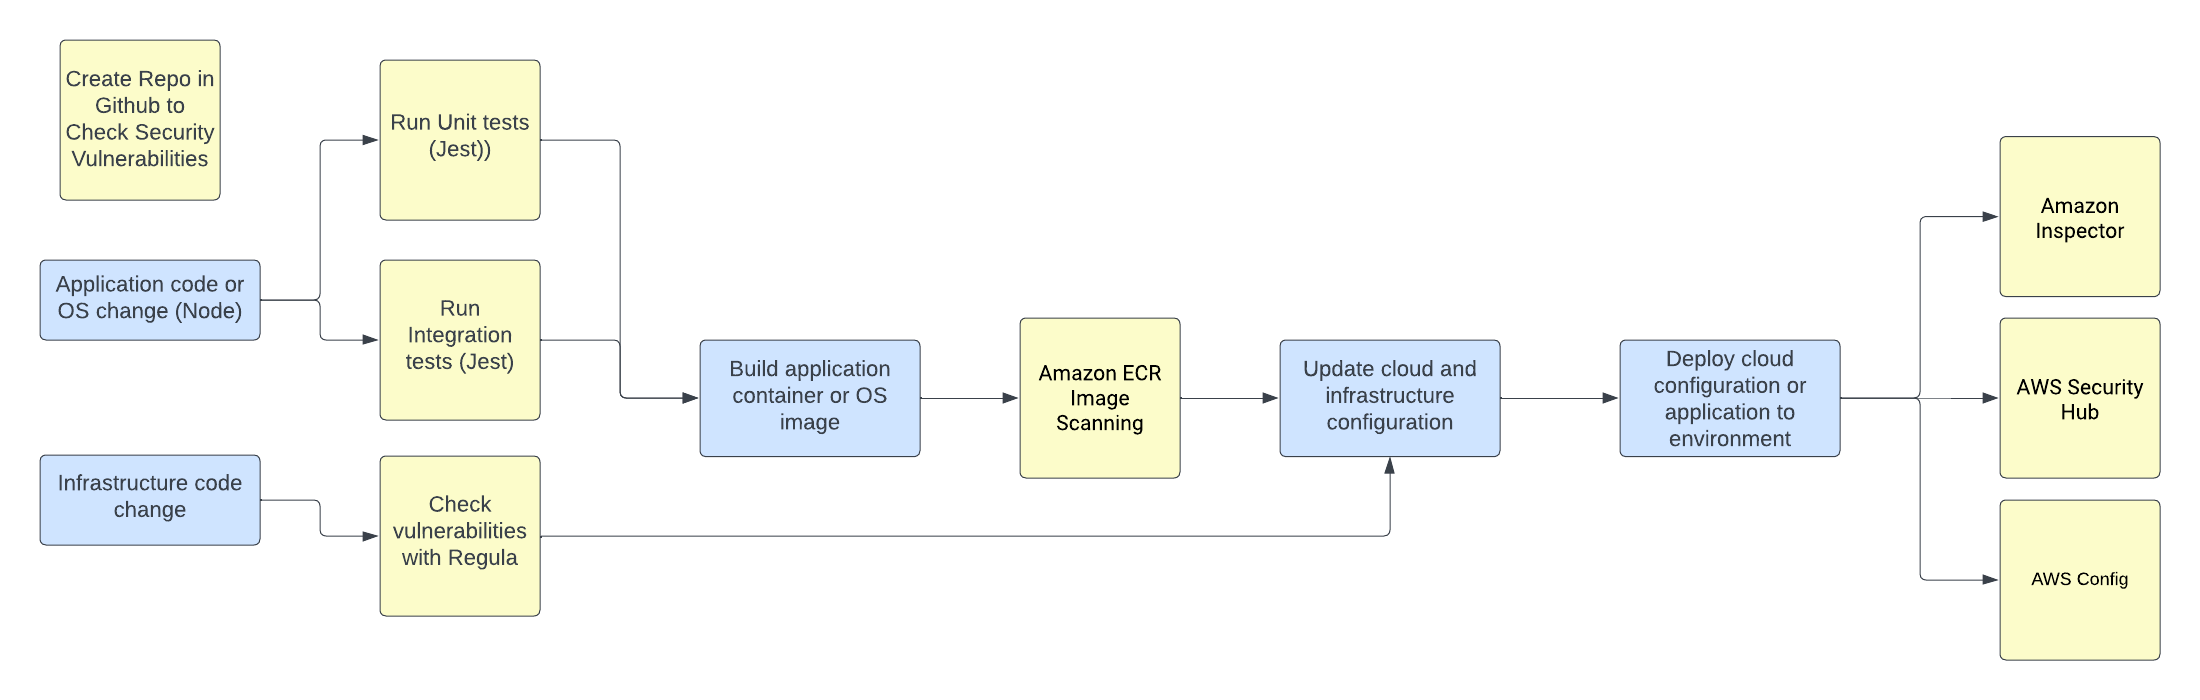 Create Repo in
Github to
Check Security
Vulnerabilities
Run Unit tests
(Jest))
Application code or
OS change (Node)
Run
Integration
tests (Jest)
Infrastructure code
change
Check
vulnerabilities
with Regula
Build application
container or OS
image
Amazon ECR
Image
Scanning
Update cloud and
infrastructure
configuration
Deploy cloud
configuration or
application to
environment
Amazon
Inspector
AWS Security
Hub
AWS Config